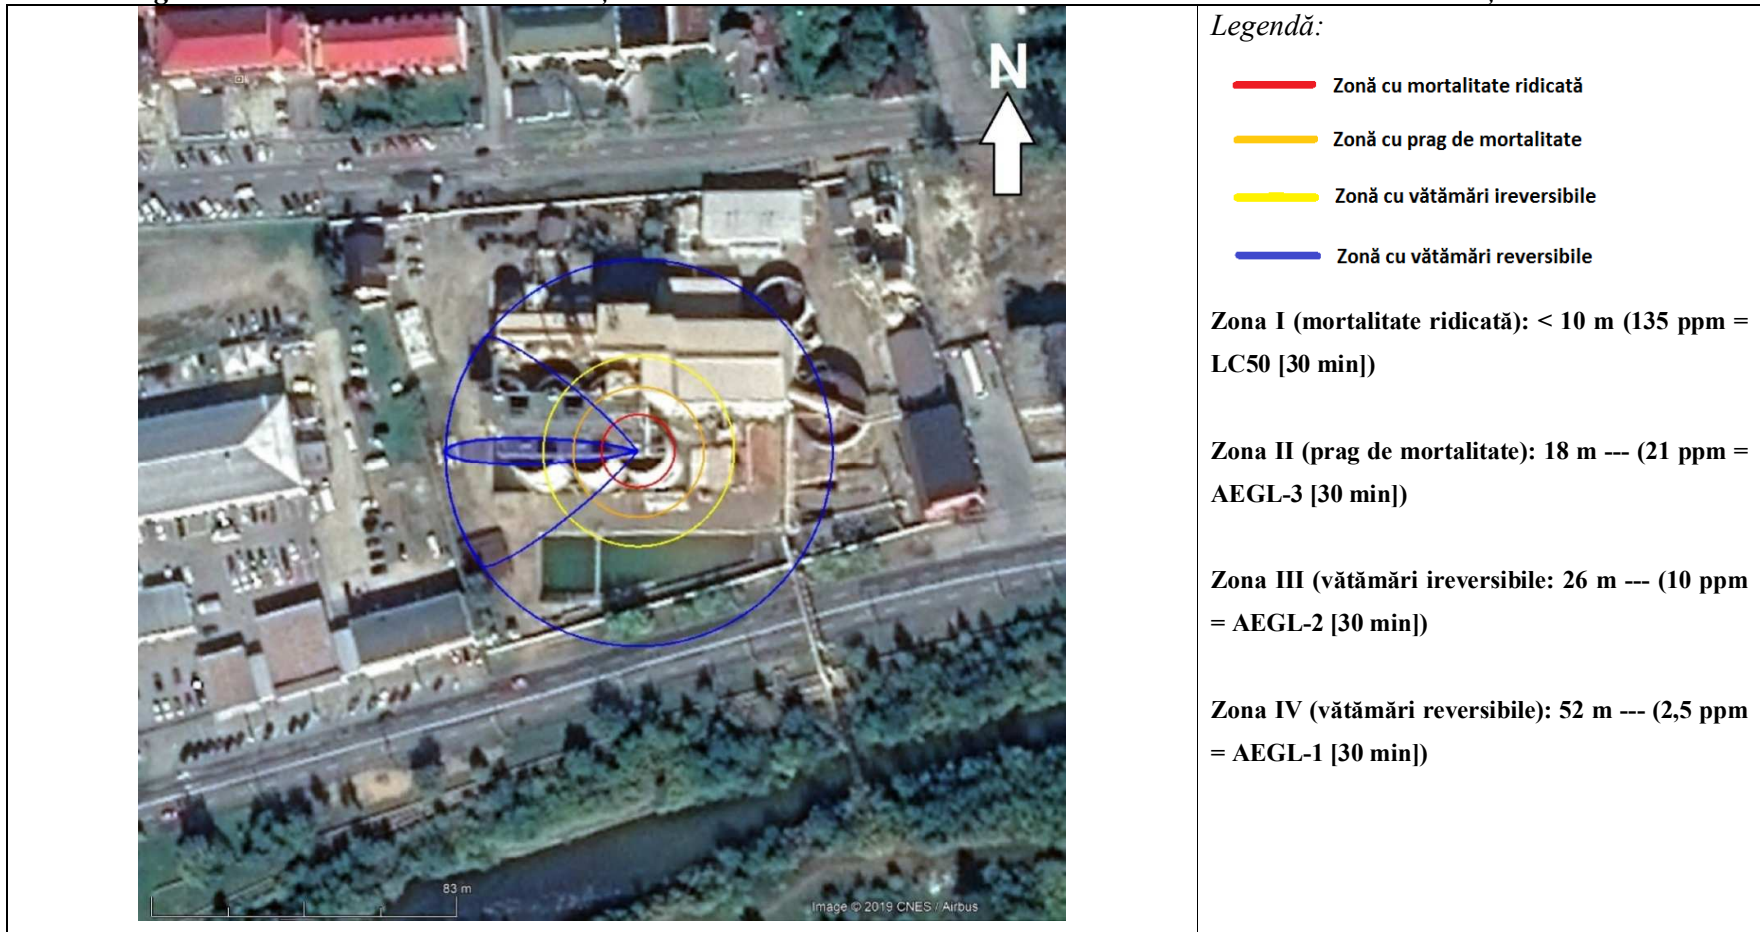 Legendă:
N
Zonă cu mortalitate ridicată
Zonă cu prag de mortalitate
Zonă cu vătămări ireversibile
Zonă cu vătămări reversibile
Zona I (mortalitate ridicată): < 10 m (135 ppm =
LC50 [30 min])
Zona II (prag de mortalitate): 18 m --- (21 ppm =
AEGL-3 [30 min])
Zona III (vătămări ireversibile: 26 m --- (10 ppm
= AEGL-2 [30 min])
Zona IV (vătămări reversibile): 52 m --- (2,5 ppm
= AEGL-1 [30 min])
83 m
Image © 2019 CNES / Airbus